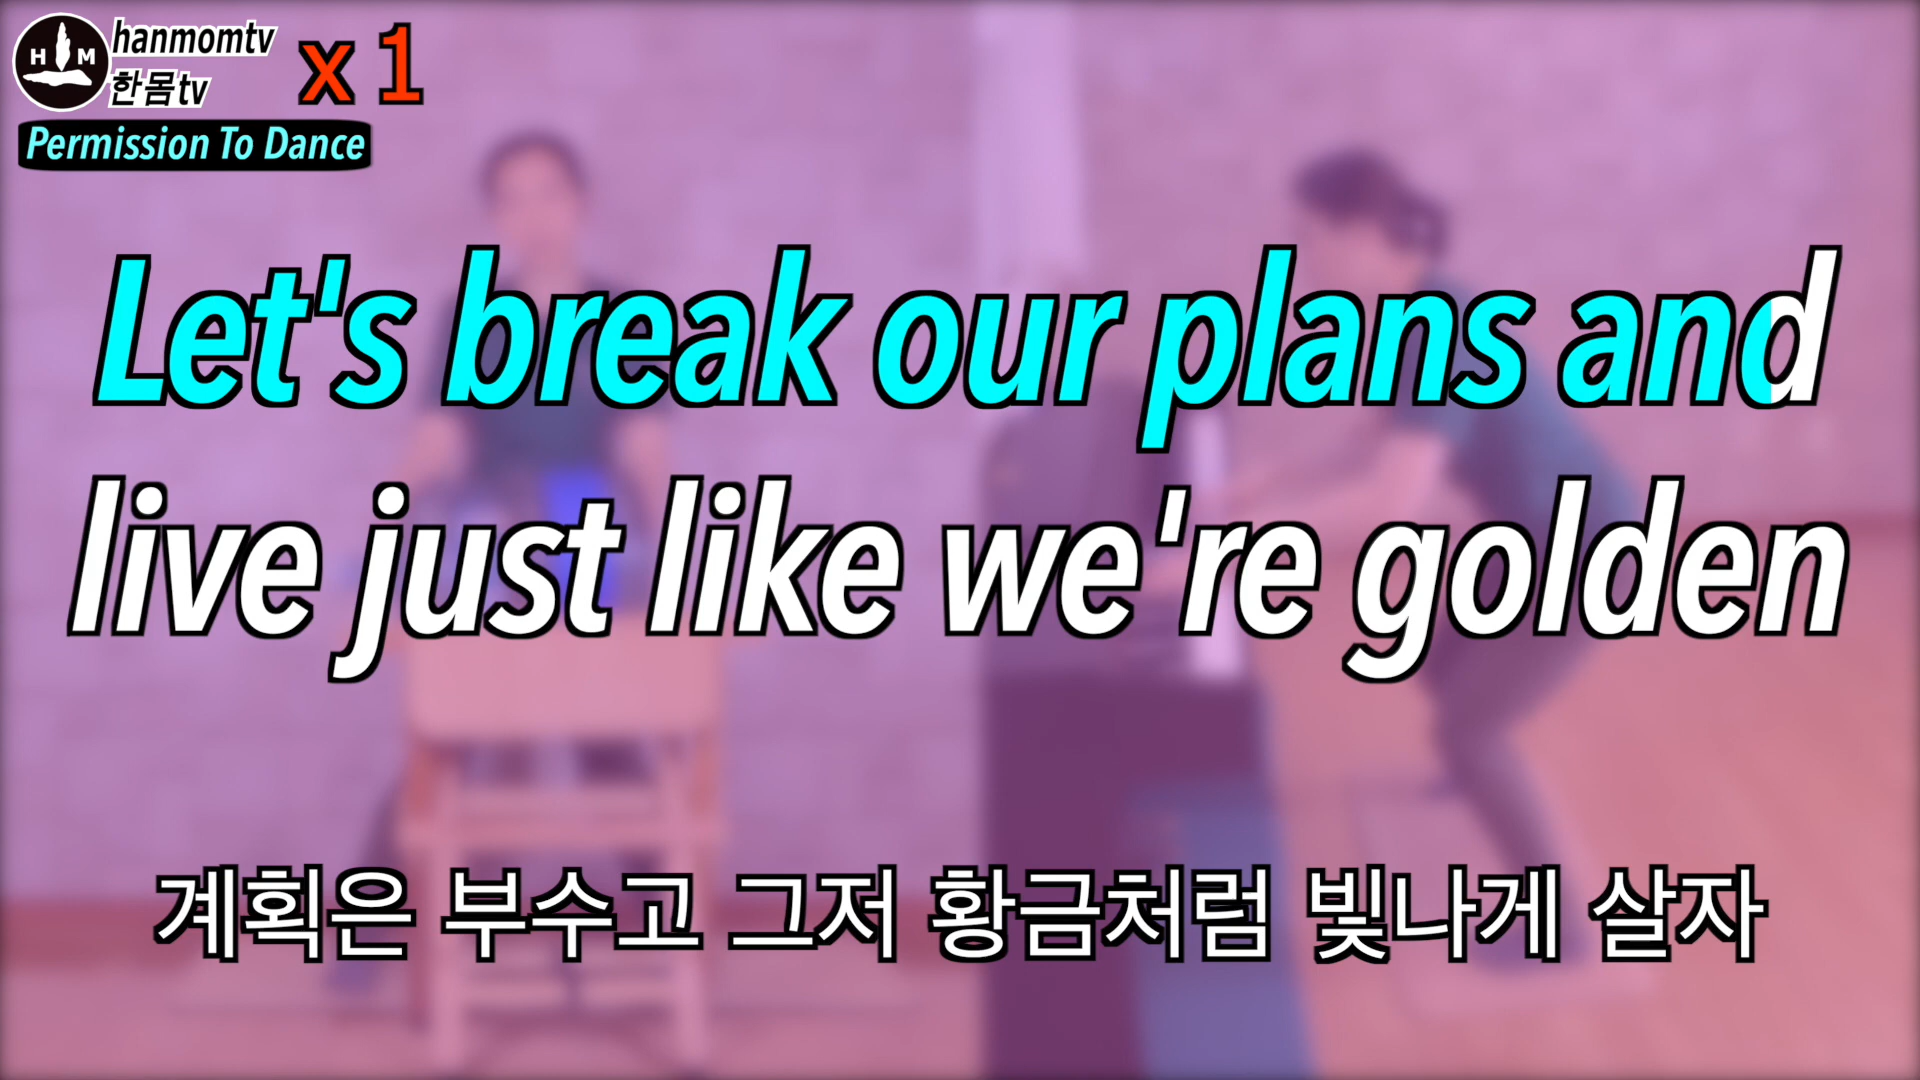 H M
hanmomtv
한몸tv
x 1
Permission To Dance
Let's break our plans and
live just like we're golden
계획은 부수고 그저 황금처럼 빛나게 살자